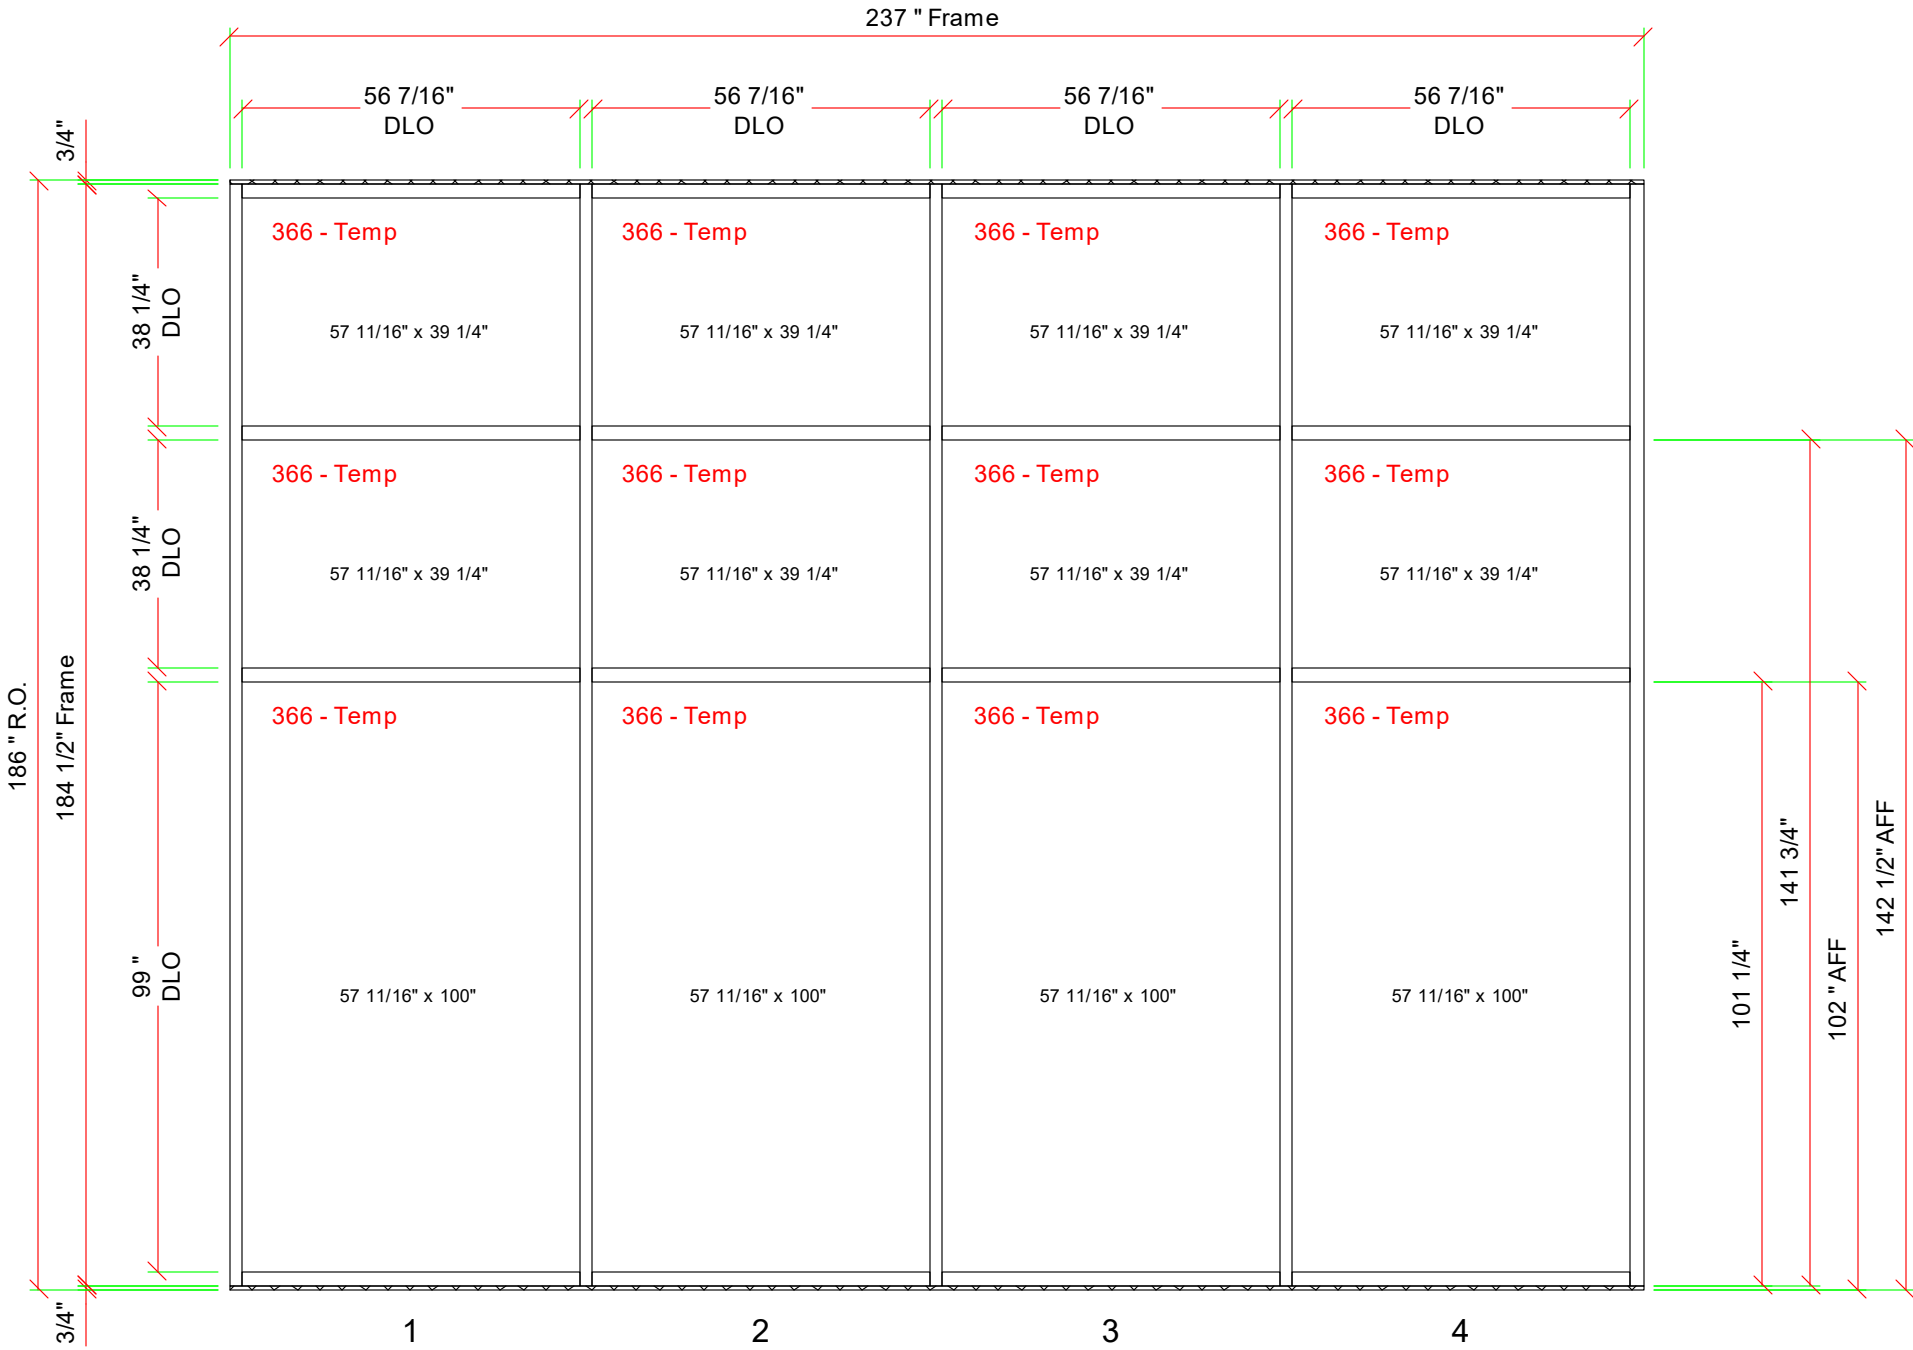 237 " Frame
56 7/16"
DLO
56 7/16"
DLO
56 7/16"
DLO
56 7/16"
DLO
3/4"
366 - Temp
366 - Temp
366 - Temp
366 - Temp
38 1/4"
DLO
57 11/16" x 39 1/4"
57 11/16" x 39 1/4"
57 11/16" x 39 1/4"
57 11/16" x 39 1/4"
366 - Temp
366 - Temp
366 - Temp
366 - Temp
38 1/4"
DLO
57 11/16" x 39 1/4"
57 11/16" x 39 1/4"
57 11/16" x 39 1/4"
57 11/16" x 39 1/4"
186 " R.O.
184 1/2" Frame
366 - Temp
366 - Temp
366 - Temp
366 - Temp
99 "
DLO
57 11/16" x 100"
57 11/16" x 100"
57 11/16" x 100"
57 11/16" x 100"
101 1/4"
141 3/4"
102 " AFF
142 1/2" AFF
3/4"
1
2
3
4